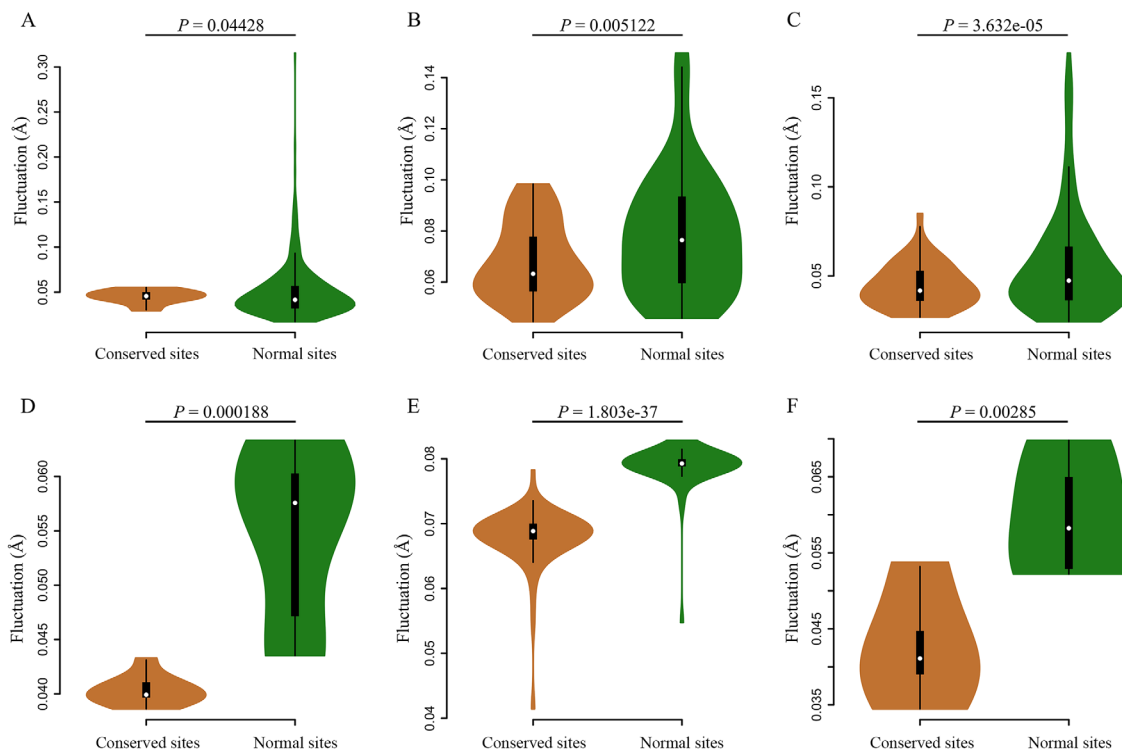 A
P = 0.04428
Fluctuation (Å)
0.30
0.25
0.20
0.15
0.10
0.05
Conserved sites
Normal sites
B
P = 0.005122
Fluctuation (Å)
0.14
0.12
0.10
0.08
0.06
Conserved sites
Normal sites
C
P = 3.632e-05
Fluctuation (Å)
0.15
0.10
0.05
Conserved sites
Normal sites
D
P = 0.000188
Fluctuation (Å)
0.060
0.055
0.050
0.045
0.040
Conserved sites
Normal sites
E
P = 1.803e-37
Fluctuation (Å)
0.08
0.07
0.06
0.05
0.04
Conserved sites
Normal sites
F
P = 0.00285
Fluctuation (Å)
0.065
0.055
0.045
0.035
Conserved sites
Normal sites